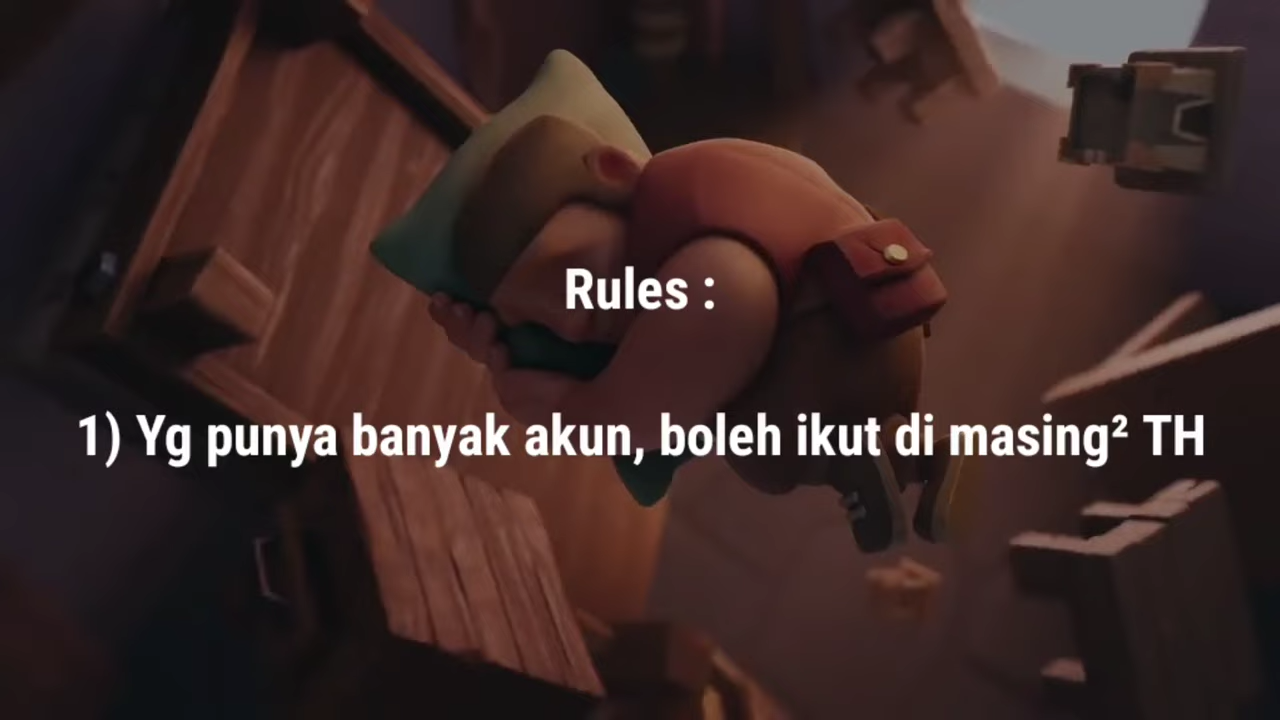 Rules :
1) Yg punya banyak akun, boleh ikut di masing² TH